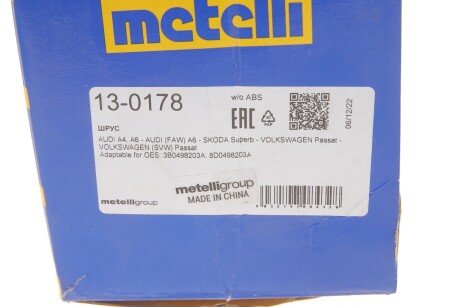 metelli
13-0178
w/o ABS
EAC
ШРУС
AUDI A4, A6 - AUDI (FAW) A6 - SKODA Superb - VOLKSWAGEN Passat -
VOLKSWAGEN (SVW) Passat
Adaptable for OES 3B0498203A; 8D0498203A
06/12/22
metelligroup
metelligroup
MADE IN CHINA